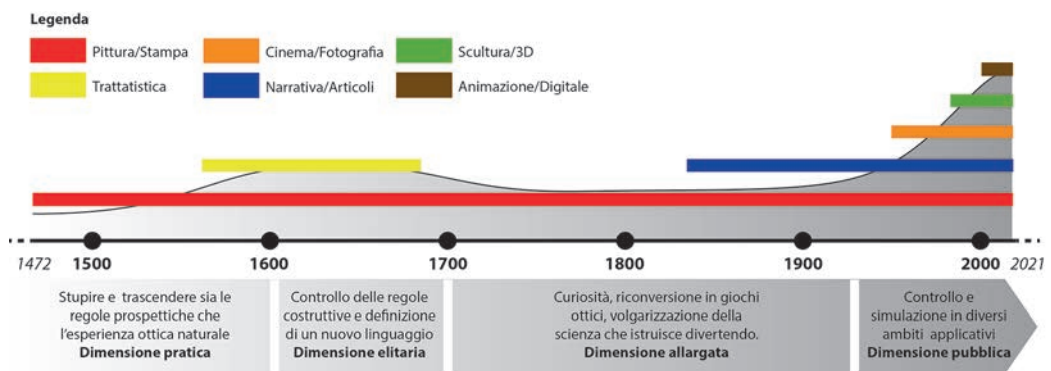 Legenda
Pittura/Stampa
Cinema/Fotografia
Scultura/3D
Trattatistica
Narrativa/Articoli
Animazione/Digitale
1472 1500 1600 1700 1800 1900 2000 2021
Stupire e trascendere sia le
regole prospettiche che
l'esperienza ottica naturale
Dimensione pratica
Controllo delle regole
costruttive e definizione
di un nuovo linguaggio
Dimensione elitaria
Curiosità, riconversione in giochi
ottici, volgarizzazione della
scienza che istruisce divertendo.
Dimensione allargata
Controllo e
simulazione in diversi
ambiti applicativi
Dimensione pubblica